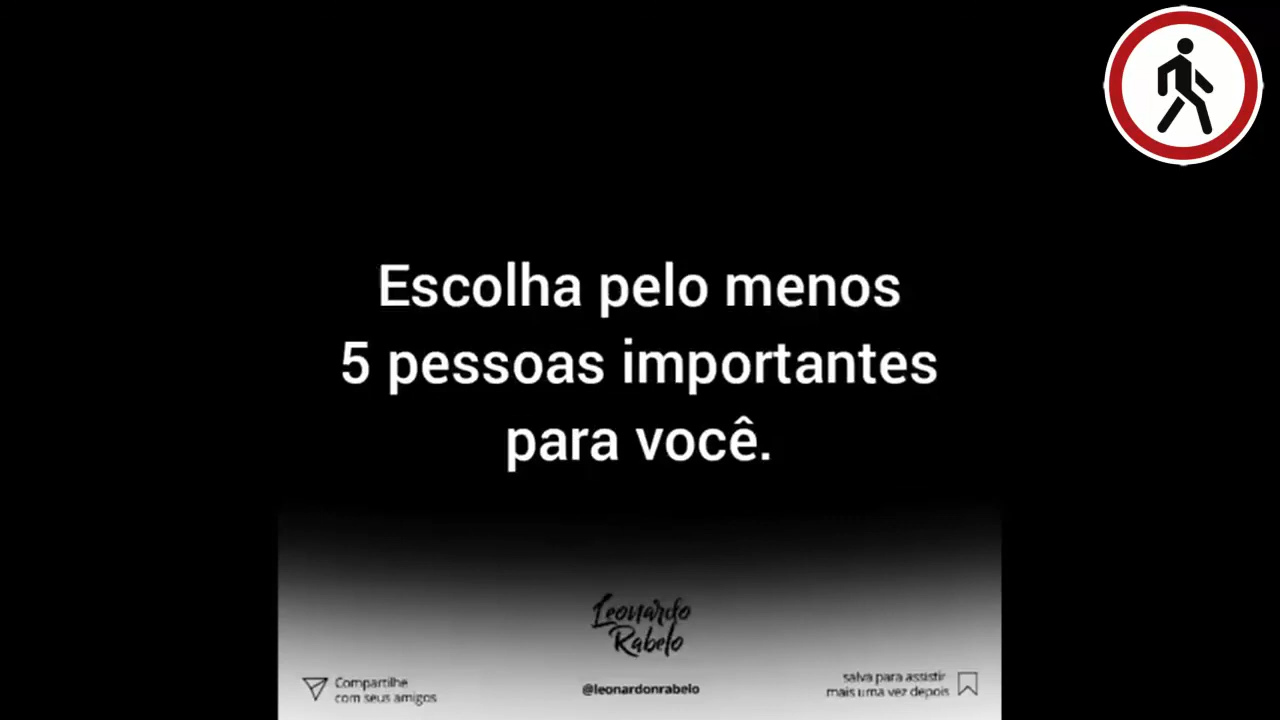 Escolha pelo menos
5 pessoas importantes
para você.
Leonardo
Rabelo
Compartilhe
com seus amigos
@leonardonrabelo
salva para assistir
mais uma vez depois